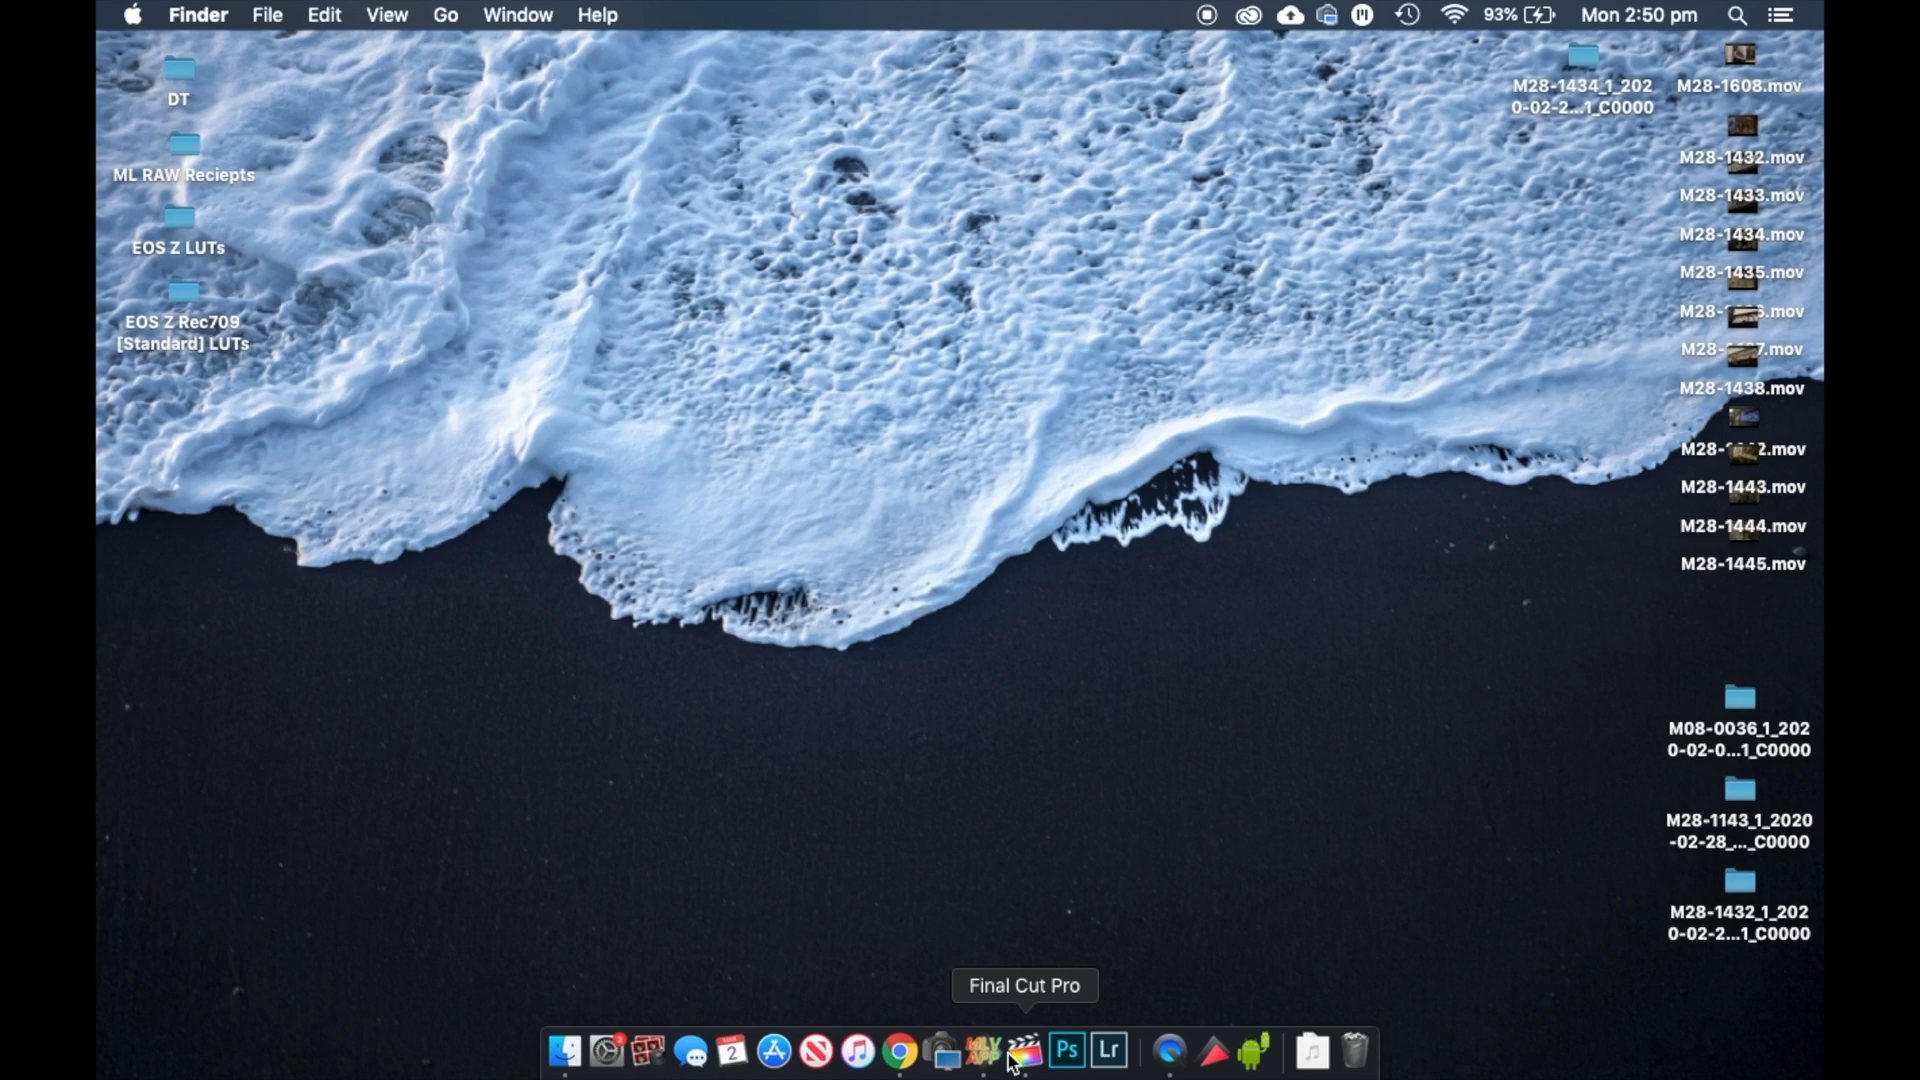 Finder File Edit View Go Window Help 93% Mon 2:50 pm
DT
ML RAW Reciepts
EOS Z LUTs
EOS Z Rec709
[Standard] LUTs
M28-1434_1_202
0-02-2...1_C0000
M28-1608.mov
M28-1432.mov
M28-1433.mov
M28-1434.mov
M28-1435.mov
M28-1438.mov
M28-1443.mov
M28-1444.mov
M28-1445.mov
M08-0036_1_202
0-02-0...1_C0000
M28-1143_1_2020
-02-28_..._C0000
M28-1432_1_202
0-02-2...1_C0000
Final Cut Pro
2
MLV
APP
Ps
Lr